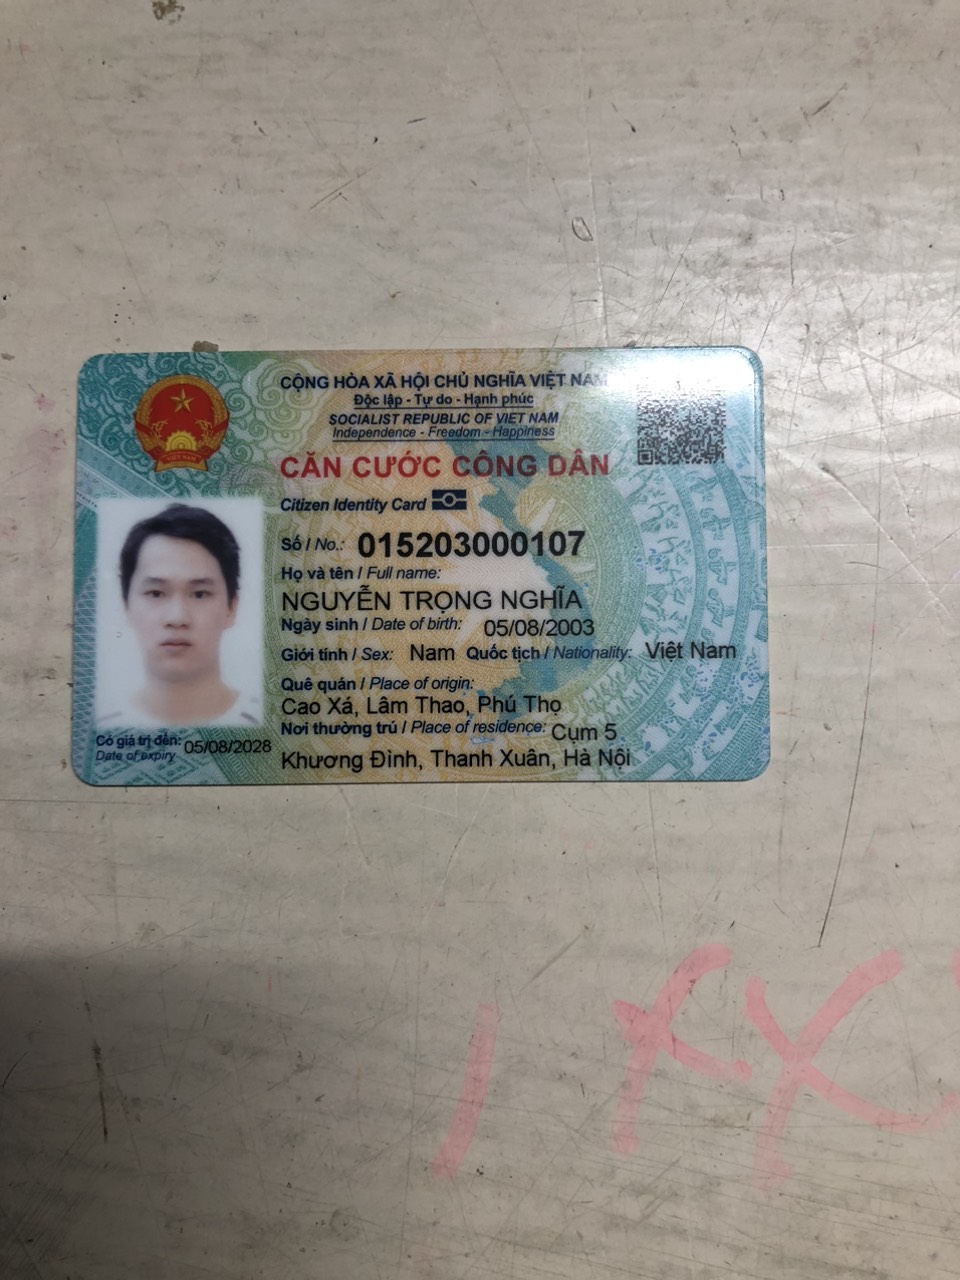 CỘNG HÒA XÃ HỘI CHỦ NGHĨA VIỆT NAM
Độc lập - Tự do - Hạnh phúc
SOCIALIST REPUBLIC OF VIET NAM
Independence - Freedom - Happiness
CĂN CƯỚC CÔNG DÂN
Citizen Identity Card
Số / No.: 015203000107
Họ và tên / Full name:
NGUYỄN TRỌNG NGHĨA
Ngày sinh / Date of birth: 05/08/2003
Giới tính / Sex: Nam Quốc tịch / Nationality: Việt Nam
Quê quán / Place of origin:
Cao Xá, Lâm Thao, Phú Thọ
Nơi thường trú / Place of residence: Cụm 5
Khương Đình, Thanh Xuân, Hà Nội
Có giá trị đến: 05/08/2028
Date of expiry